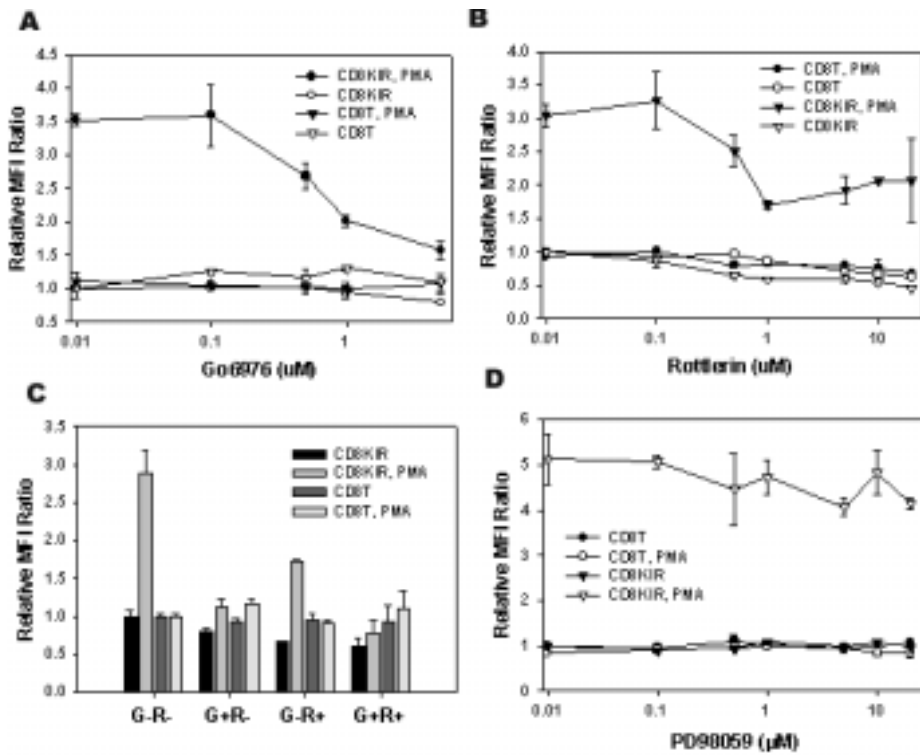 A
4.5
4.0
3.5
3.0
2.5
2.0
1.5
1.0
0.5
Relative MFI Ratio
CD8KIR, PMA
CD8KIR
CD8T, PMA
CD8T
0.01
0.1
1
Go6976 (uM)
B
4.0
3.5
3.0
2.5
2.0
1.5
1.0
0.5
0.0
Relative MFI Ratio
CD8T, PMA
CD8T
CD8KIR, PMA
CD8KIR
0.01
0.1
1
10
Rottlerin (uM)
C
3.5
3.0
2.5
2.0
1.5
1.0
0.5
0.0
Relative MFI Ratio
CD8KIR
CD8KIR, PMA
CD8T
CD8T, PMA
G-R-
G+R-
G-R+
G+R+
D
6
5
4
3
2
1
0
Relative MFI Ratio
CD8T
CD8T, PMA
CD8KIR
CD8KIR, PMA
0.01
0.1
1
10
PD98059 (µM)